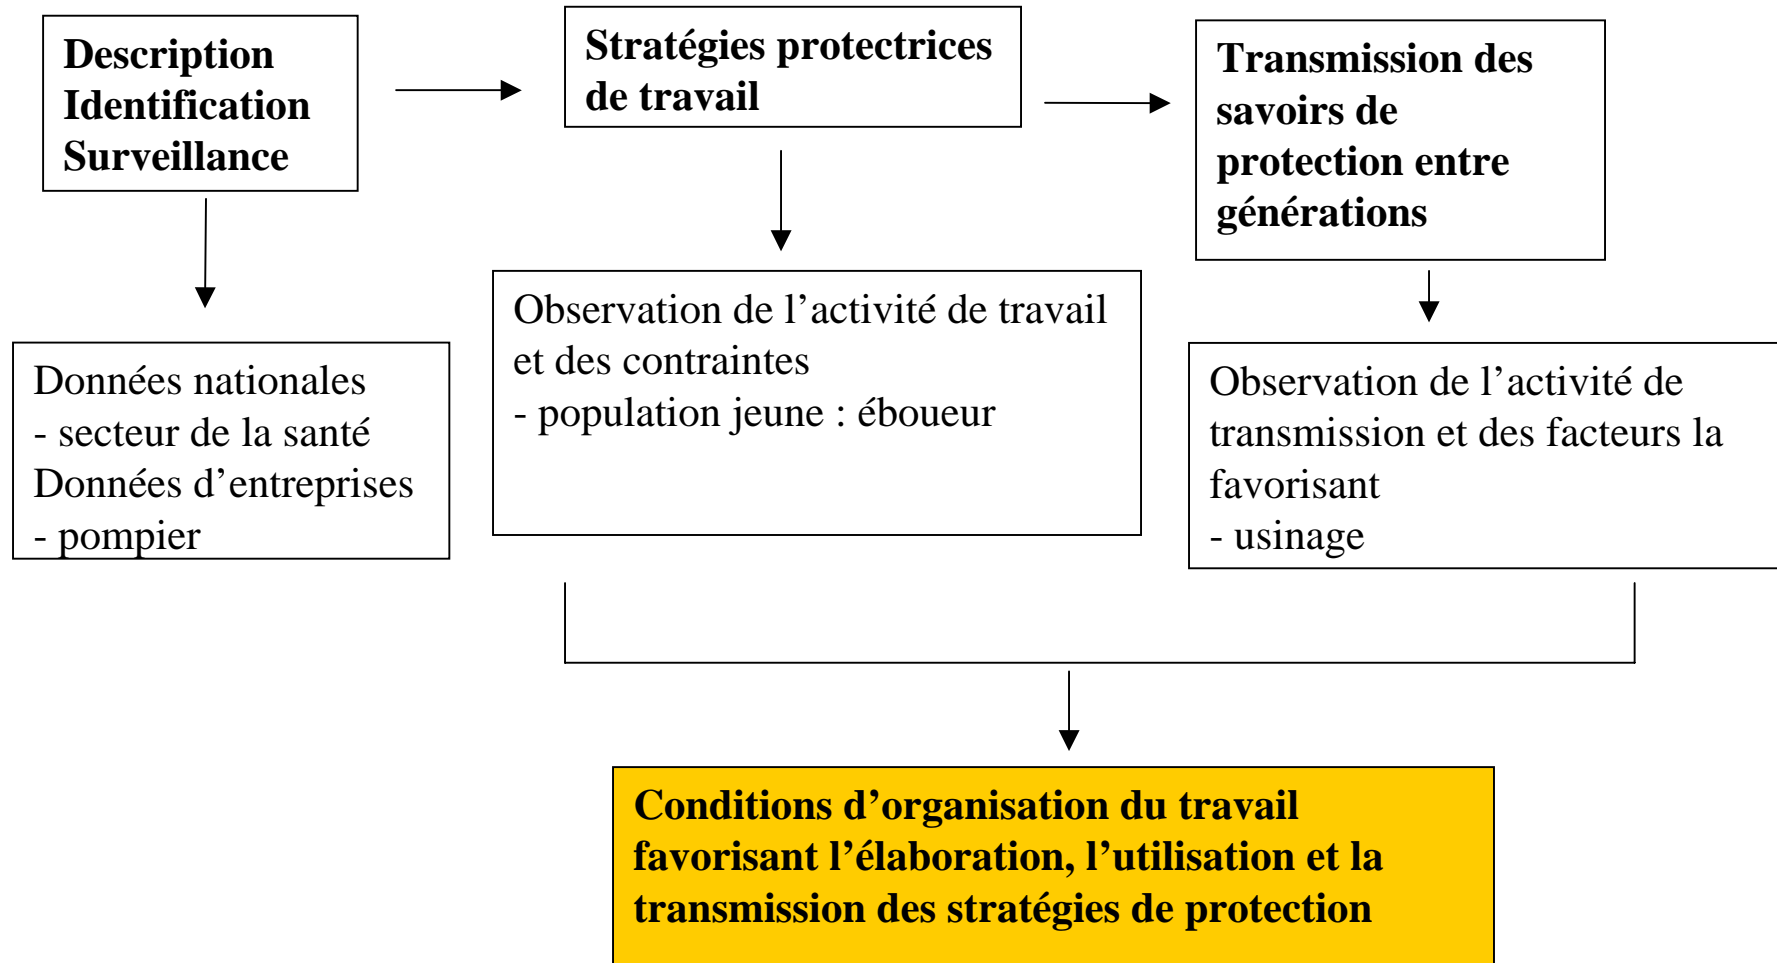 Description
Identification
Surveillance
Stratégies protectrices
de travail
Transmission des
savoirs de
protection entre
générations
Données nationales
- secteur de la santé
Données d’entreprises
- pompier
Observation de l’activité de travail
et des contraintes
- population jeune : éboueur
Observation de l’activité de
transmission et des facteurs la
favorisant
- usinage
Conditions d’organisation du travail
favorisant l’élaboration, l’utilisation et la
transmission des stratégies de protection